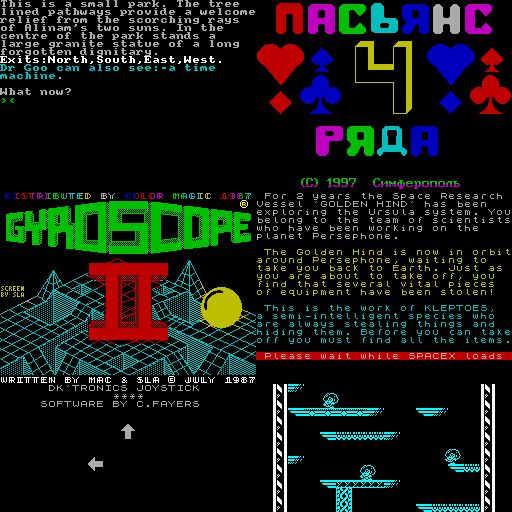 This is a small park. The tree
lined pathways provide a welcome
relief from the scorching rays
of Alinam's two suns. In the
centre of the park stands a
large granite statue of a long
forgotten dignitary.
Exits:North,South,East,West.
Dr Goo can also see:-a time
machine.
What now?
><
ПАСЬЯНС
4
РЯДА
(C) 1997 Симферополь
DISTRIBUTED BY COLOR MAGIC 1987
GYROSCOPE
®
II
SCREEN
BY SLA
WRITTEN BY MAC & SLA © JULY 1987
For 2 years the Space Research
Vessel 'GOLDEN HIND' has been
exploring the Ursula system. You
belong to the team of scientists
who have been working on the
planet Persephone.
The Golden Hind is now in orbit
around Persephone, waiting to
take you back to Earth. Just as
you are about to take off, you
find that several vital pieces
of equipment have been stolen!
This is the work of KLEPTOES,
a semi-intelligent species who
are always stealing things and
hiding them. Before you can take
off you must find all the items.
Please wait while SPACEX loads
DK'TRONICS JOYSTICK
****
SOFTWARE BY C.FAYERS